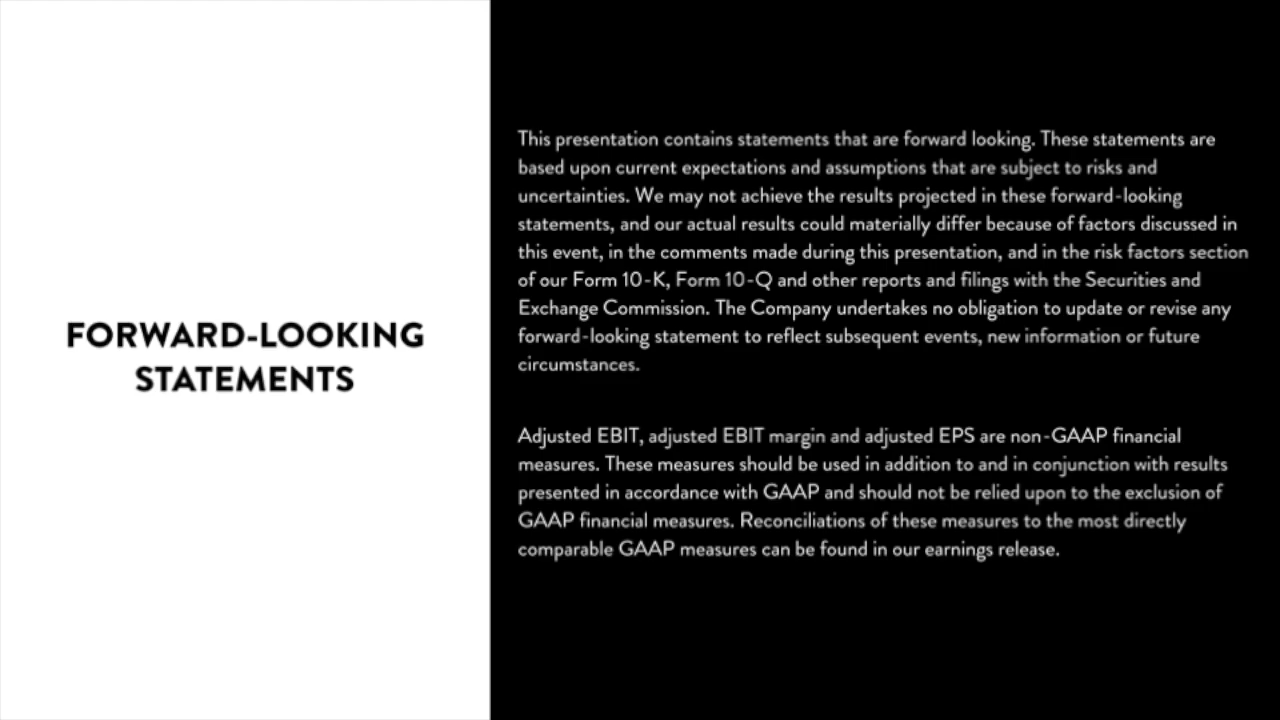 FORWARD-LOOKING
STATEMENTS
This presentation contains statements that are forward looking. These statements are
based upon current expectations and assumptions that are subject to risks and
uncertainties. We may not achieve the results projected in these forward-looking
statements, and our actual results could materially differ because of factors discussed in
this event, in the comments made during this presentation, and in the risk factors section
of our Form 10-K, Form 10-Q and other reports and filings with the Securities and
Exchange Commission. The Company undertakes no obligation to update or revise any
forward-looking statement to reflect subsequent events, new information or future
circumstances.
Adjusted EBIT, adjusted EBIT margin and adjusted EPS are non-GAAP financial
measures. These measures should be used in addition to and in conjunction with results
presented in accordance with GAAP and should not be relied upon to the exclusion of
GAAP financial measures. Reconciliations of these measures to the most directly
comparable GAAP measures can be found in our earnings release.